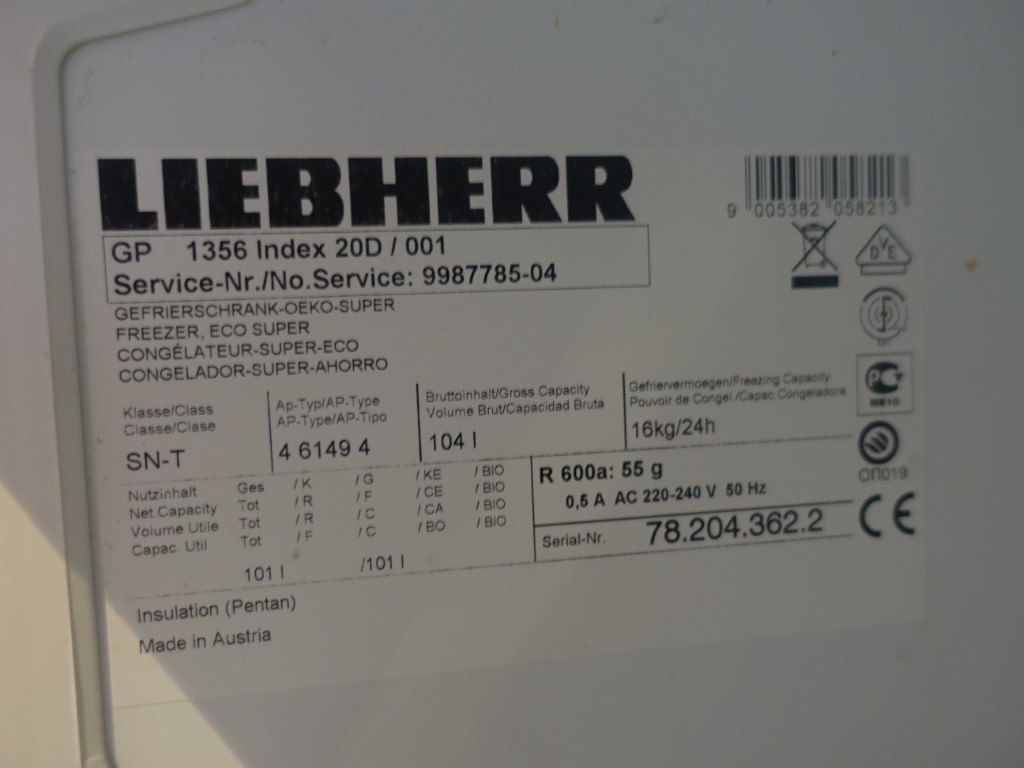 LIEBHERR
9 005382 058213
GP 1356 Index 20D / 001
Service-Nr./No.Service: 9987785-04
GEFRIERSCHRANK-OEKO-SUPER
FREEZER, ECO SUPER
CONGÉLATEUR-SUPER-ECO
CONGELADOR-SUPER-AHORRO
DVE
Klasse/Class
Classe/Clase
SN-T
Ap-Typ/AP-Type
AP-Type/AP-Tipo
4 6149 4
Bruttoinhalt/Gross Capacity
Volume Brut/Capacidad Bruta
104 l
Gefriervermoegen/Freezing Capacity
Pouvoir de Congel /Capac Congeladora
16kg/24h
Nutzinhalt Ges / K / G / KE / BIO
Net Capacity Tot / R / F / CE / BIO
Volume Utile Tot / R / C / CA / BIO
Capac. Util Tot / F / C / BO / BIO
101 l /101 l
R 600a: 55 g
0,5 A AC 220-240 V 50 Hz
Serial-Nr. 78.204.362.2
МЕ10
ОП019
CE
Insulation (Pentan)
Made in Austria